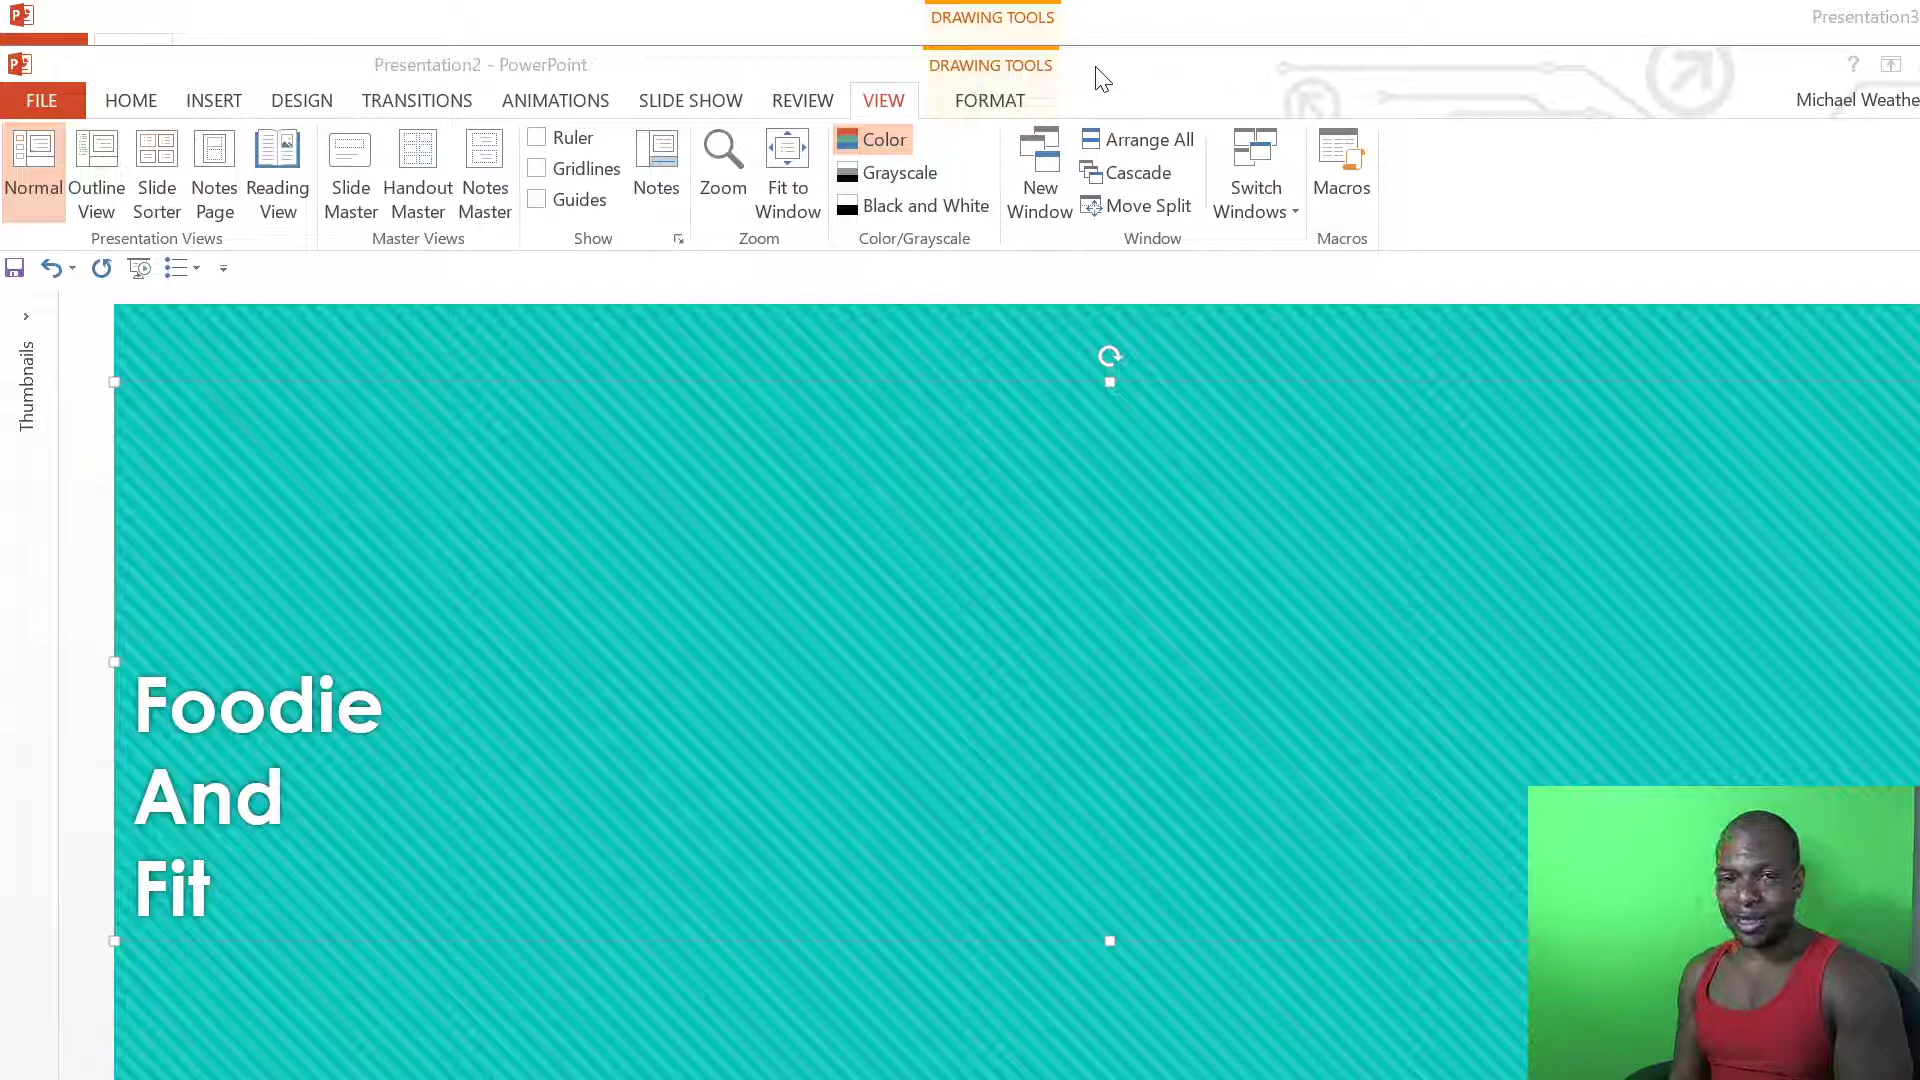 DRAWING TOOLS
Presentation3
Presentation2 - PowerPoint
DRAWING TOOLS
?
FILE HOME INSERT DESIGN TRANSITIONS ANIMATIONS SLIDE SHOW REVIEW VIEW FORMAT
Michael Weathe
Normal
Outline View
Slide Sorter
Notes Page
Reading View
Presentation Views
Slide Master
Handout Master
Notes Master
Master Views
Ruler
Gridlines
Guides
Notes
Show
Zoom
Fit to Window
Zoom
Color
Grayscale
Black and White
Color/Grayscale
New Window
Arrange All
Cascade
Move Split
Switch Windows
Window
Macros
Macros
Thumbnails
Foodie
And
Fit